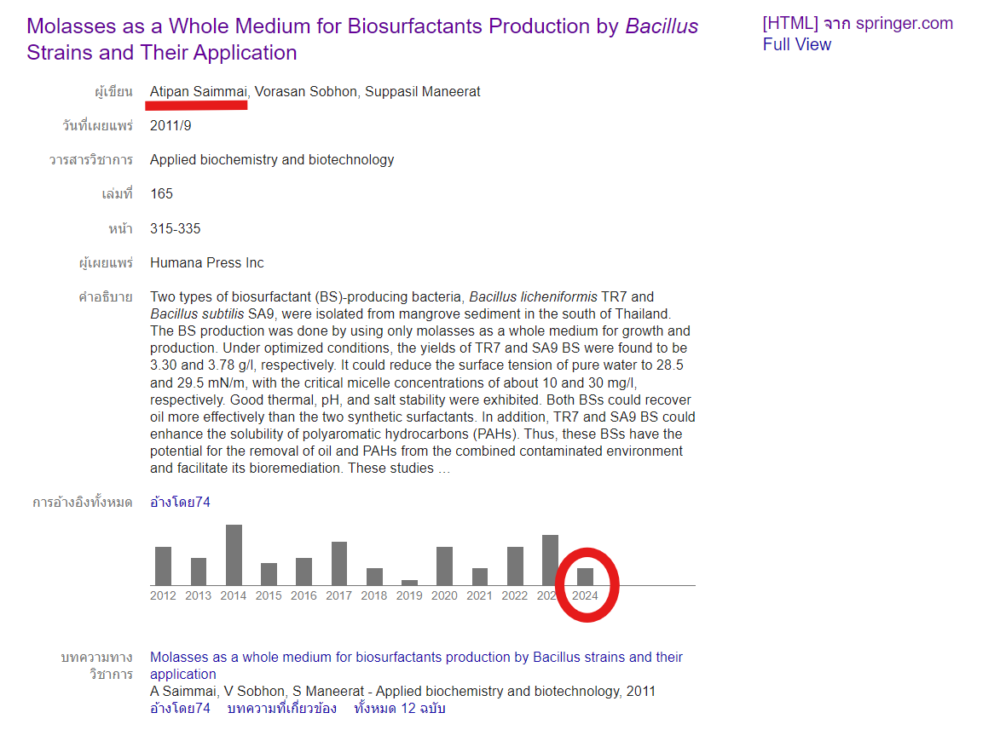 Molasses as a Whole Medium for Biosurfactants Production by Bacillus
Strains and Their Application
[HTML] จาก springer.com
Full View
ผู้เขียน Atipan Saimmai, Vorasan Sobhon, Suppasil Maneerat
วันที่เผยแพร่ 2011/9
วารสารวิชาการ Applied biochemistry and biotechnology
เล่มที่ 165
หน้า 315-335
ผู้เผยแพร่ Humana Press Inc
คำอธิบาย Two types of biosurfactant (BS)-producing bacteria, Bacillus licheniformis TR7 and
Bacillus subtilis SA9, were isolated from mangrove sediment in the south of Thailand.
The BS production was done by using only molasses as a whole medium for growth and
production. Under optimized conditions, the yields of TR7 and SA9 BS were found to be
3.30 and 3.78 g/l, respectively. It could reduce the surface tension of pure water to 28.5
and 29.5 mN/m, with the critical micelle concentrations of about 10 and 30 mg/l,
respectively. Good thermal, pH, and salt stability were exhibited. Both BSs could recover
oil more effectively than the two synthetic surfactants. In addition, TR7 and SA9 BS could
enhance the solubility of polyaromatic hydrocarbons (PAHs). Thus, these BSs have the
potential for the removal of oil and PAHs from the combined contaminated environment
and facilitate its bioremediation. These studies …
การอ้างอิงทั้งหมด อ้างโดย74
2012 2013 2014 2015 2016 2017 2018 2019 2020 2021 2022 2024
บทความทาง
วิชาการ
Molasses as a whole medium for biosurfactants production by Bacillus strains and their
application
A Saimmai, V Sobhon, S Maneerat - Applied biochemistry and biotechnology, 2011
อ้างโดย74 บทความที่เกี่ยวข้อง ทั้งหมด 12 ฉบับ